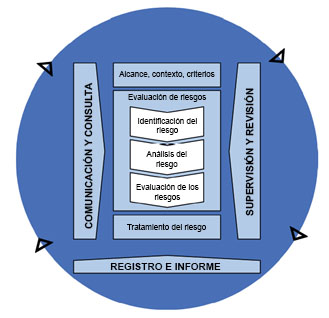 Alcance, contexto, criterios
Evaluación de riesgos
Identificación del
riesgo
Análisis del
riesgo
Evaluación de los
riesgos
Tratamiento del riesgo
COMUNICACIÓN Y CONSULTA
SUPERVISIÓN Y REVISIÓN
REGISTRO E INFORME